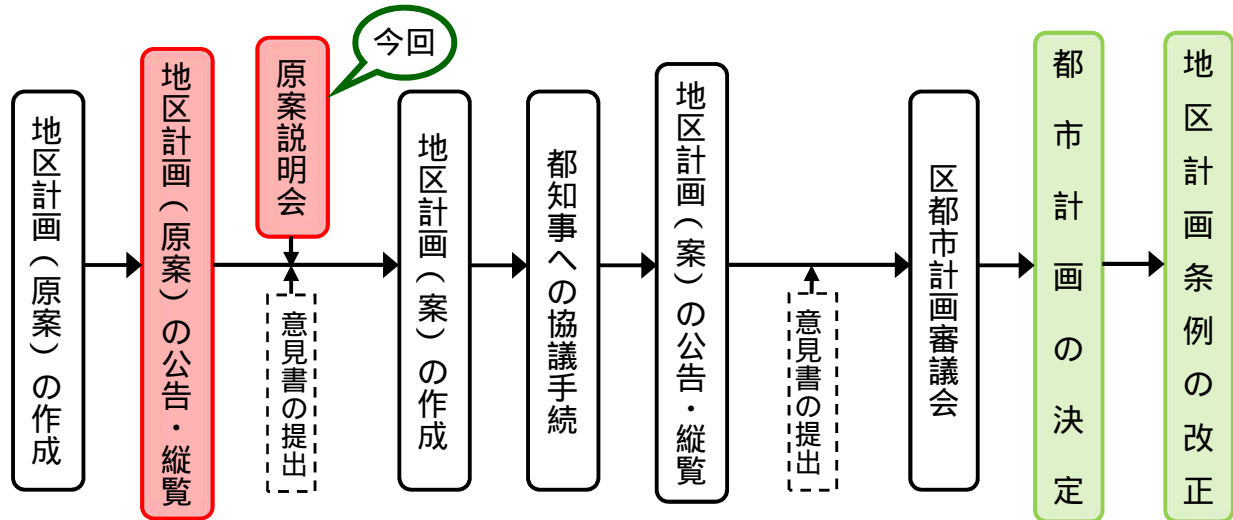 地区計画（原案）の作成
地区計画（原案）の公告・縦覧
原案説明会
今回
意見書の提出
地区計画（案）の作成
都知事への協議手続
地区計画（案）の公告・縦覧
意見書の提出
区都市計画審議会
都市計画の決定
地区計画条例の改正